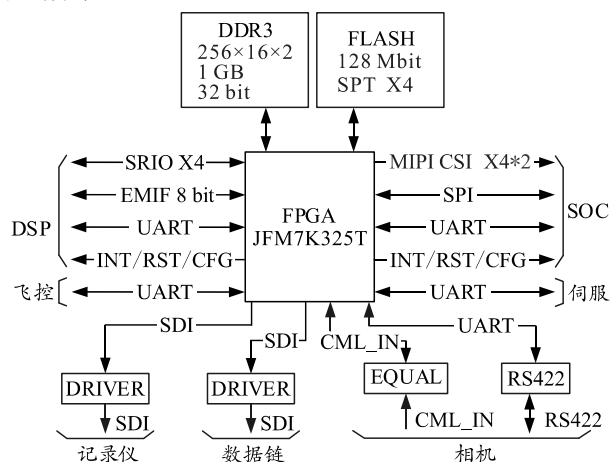 DDR3
256×16×2
1 GB
32 bit
FLASH
128 Mbit
SPT X4
DSP
SRIO X4
EMIF 8 bit
UART
INT/RST/CFG
FPGA
JFM7K325T
MIPI CSI X4*2
SPI
UART
INT/RST/CFG
SOC
飞控
UART
UART
伺服
SDI
SDI
CML_IN
UART
DRIVER
DRIVER
EQUAL
RS422
SDI
SDI
CML_IN
RS422
记录仪
数据链
相机